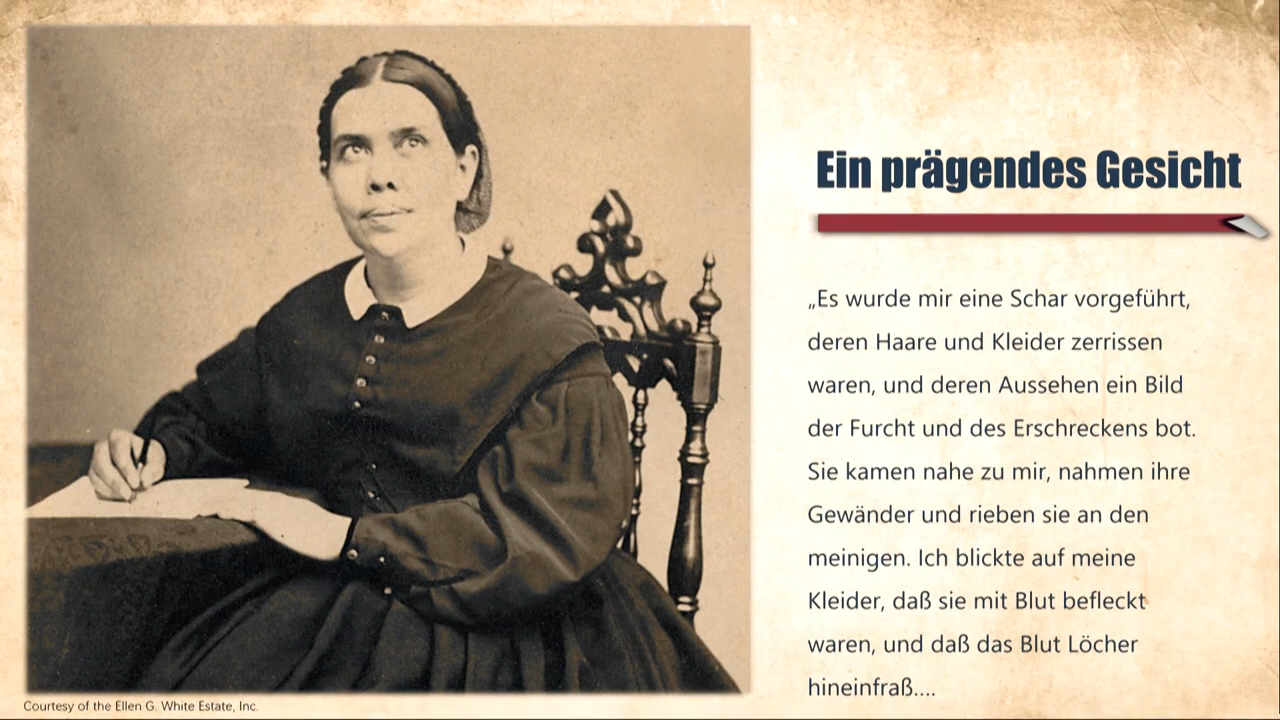 Ein prägendes Gesicht
„Es wurde mir eine Schar vorgeführt,
deren Haare und Kleider zerrissen
waren, und deren Aussehen ein Bild
der Furcht und des Erschreckens bot.
Sie kamen nahe zu mir, nahmen ihre
Gewänder und rieben sie an den
meinigen. Ich blickte auf meine
Kleider, daß sie mit Blut befleckt
waren, und daß das Blut Löcher
hineinfraß....
Courtesy of the Ellen G. White Estate, Inc.